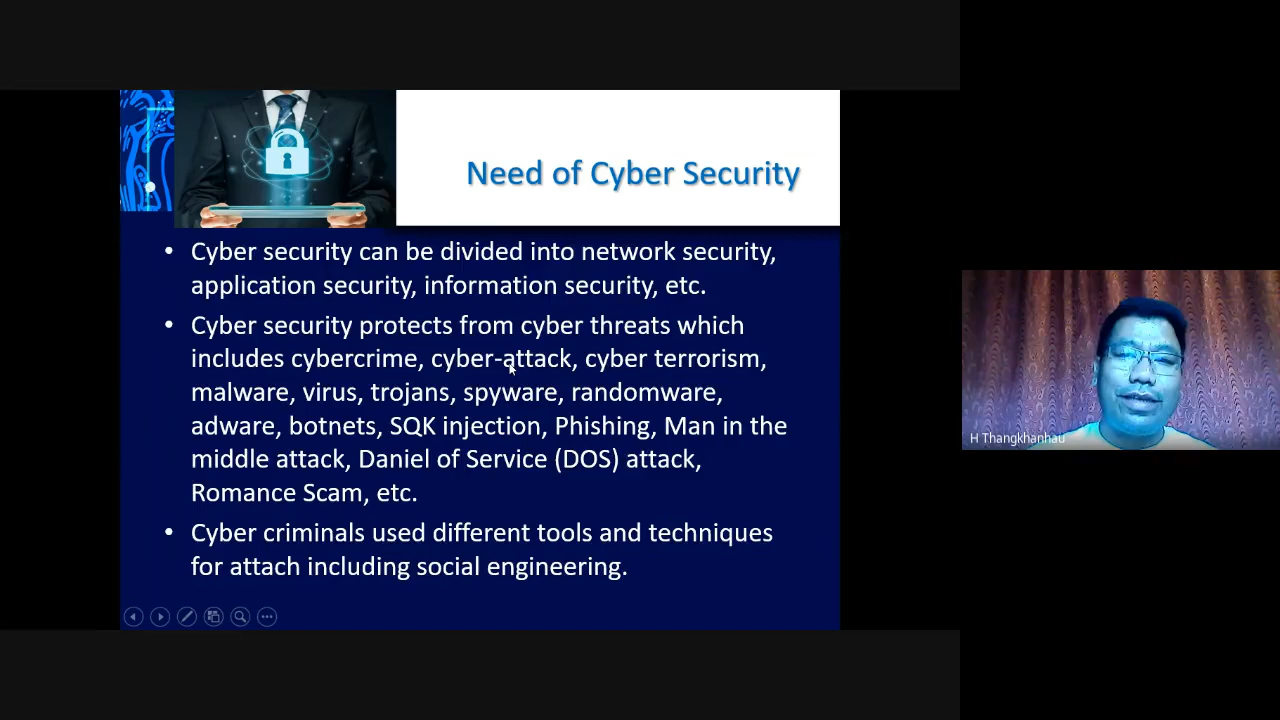 Need of Cyber Security
• Cyber security can be divided into network security,
application security, information security, etc.
• Cyber security protects from cyber threats which
includes cybercrime, cyber-attack, cyber terrorism,
malware, virus, trojans, spyware, randomware,
adware, botnets, SQK injection, Phishing, Man in the
middle attack, Daniel of Service (DOS) attack,
Romance Scam, etc.
• Cyber criminals used different tools and techniques
for attach including social engineering.
H Thangkhanhau